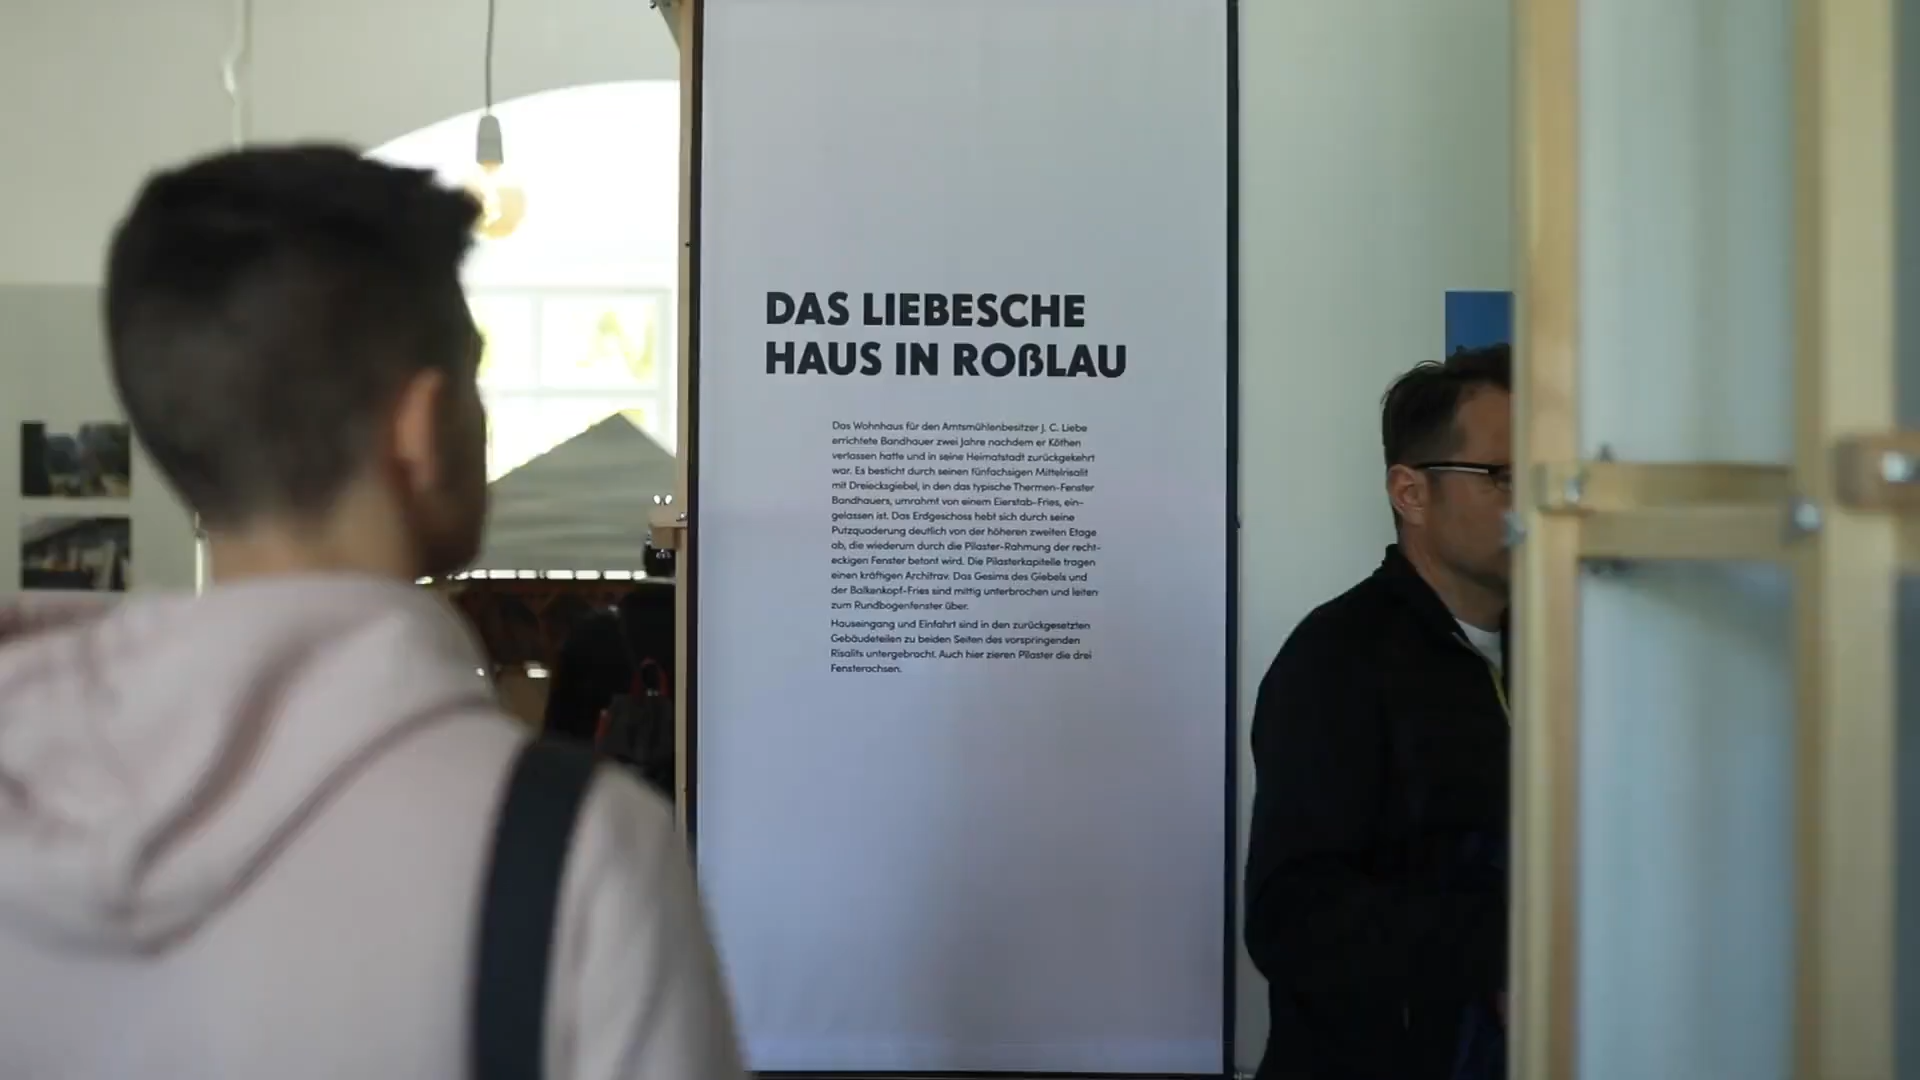 DAS LIEBESCHE
HAUS IN ROẞLAU
Das Wohnhaus für den Amtsmühlenbesitzer J. C. Liebe
errichtete Bandhauer zwei Jahre nachdem er Köthen
verlassen hatte und in seine Heimatstadt zurückgekehrt
war. Es besticht durch seinen fünfachsigen Mittelrisalit
mit Dreiecksgiebel, in den das typische Thermen-Fenster
Bandhauers, umrahmt von einem Eierstab-Fries, ein-
gelassen ist. Das Erdgeschoss hebt sich durch seine
Putzquaderung deutlich von der höheren zweiten Etage
ab, die wiederum durch die Pilaster-Rahmung der recht-
eckigen Fenster betont wird. Die Pilasterkapitelle tragen
einen kräftigen Architrav. Das Gesims des Giebels und
der Balkenkopf-Fries sind mittig unterbrochen und leiten
zum Rundbogenfenster über.
Hauseingang und Einfahrt sind in den zurückgesetzten
Gebäudeteilen zu beiden Seiten des vorspringenden
Risalits untergebracht. Auch hier zieren Pilaster die drei
Fensterachsen.